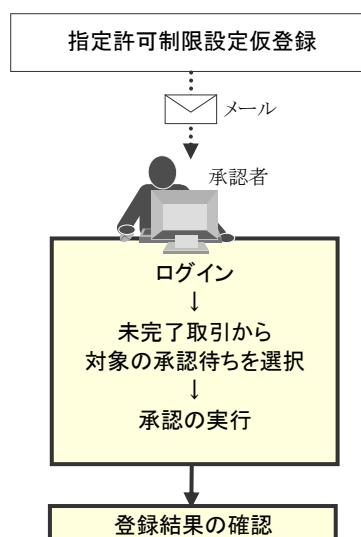 指定許可制限設定仮登録
メール
承認者
ログイン
↓
未完了取引から
対象の承認待ちを選択
↓
承認の実行
登録結果の確認